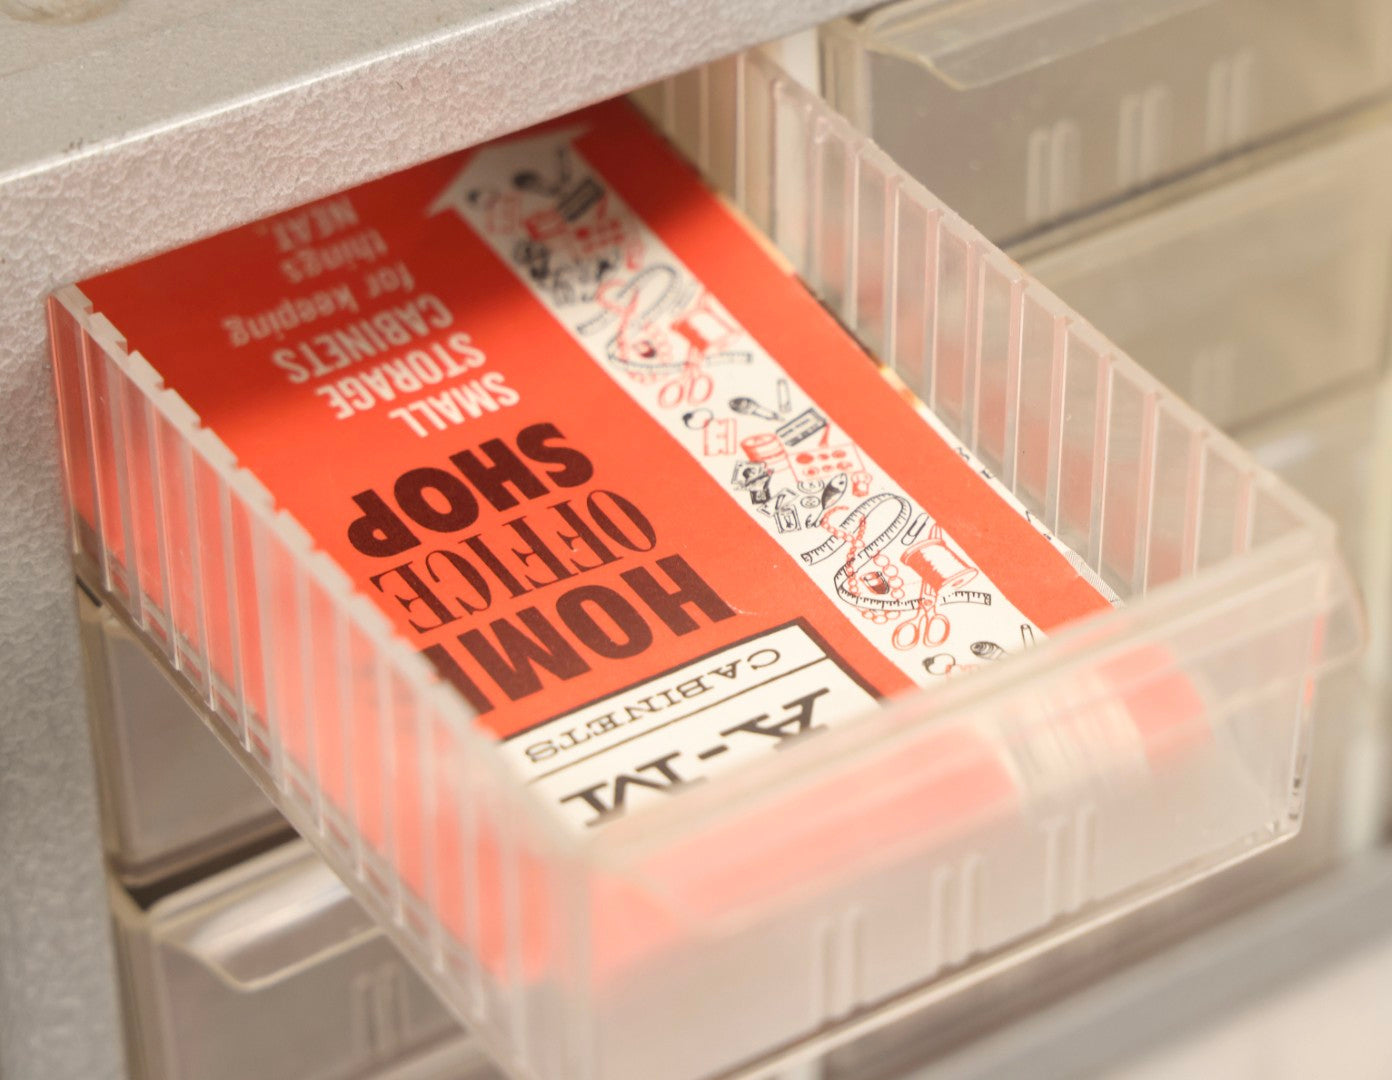 A-M
CABINETS
HOME
OFFICE
SHOP
SMALL
STORAGE
CABINETS
for keeping
things
NEAT.